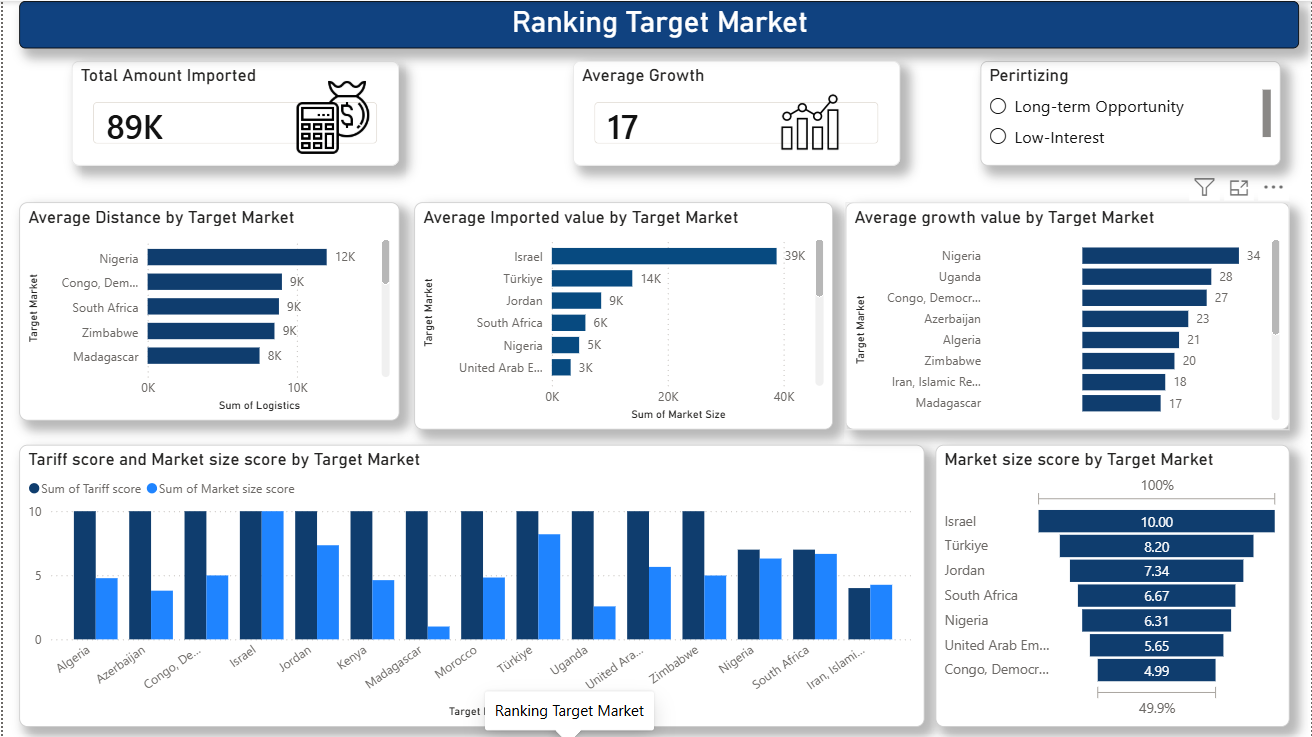 Ranking Target Market
Total Amount Imported
89K
Average Growth
17
Perirtizing
Long-term Opportunity
Low-Interest
Average Distance by Target Market
Target Market
Nigeria 12K
Congo, Dem... 9K
South Africa 9K
Zimbabwe 9K
Madagascar 8K
0K 10K
Sum of Logistics
Average Imported value by Target Market
Target Market
Israel 39K
Türkiye 14K
Jordan 9K
South Africa 6K
Nigeria 5K
United Arab E... 3K
0K 20K 40K
Sum of Market Size
Average growth value by Target Market
Target Market
Nigeria 34
Uganda 28
Congo, Democr... 27
Azerbaijan 23
Algeria 21
Zimbabwe 20
Iran, Islamic Re... 18
Madagascar 17
Tariff score and Market size score by Target Market
Sum of Tariff score Sum of Market size score
10
5
0
Algeria Azerbaijan Congo, De... Israel Jordan Kenya Madagascar Morocco Türkiye Uganda United Ara... Zimbabwe Nigeria South Africa Iran, Islami...
Target
Ranking Target Market
Market size score by Target Market
100%
Israel 10.00
Türkiye 8.20
Jordan 7.34
South Africa 6.67
Nigeria 6.31
United Arab Em... 5.65
Congo, Democr... 4.99
49.9%